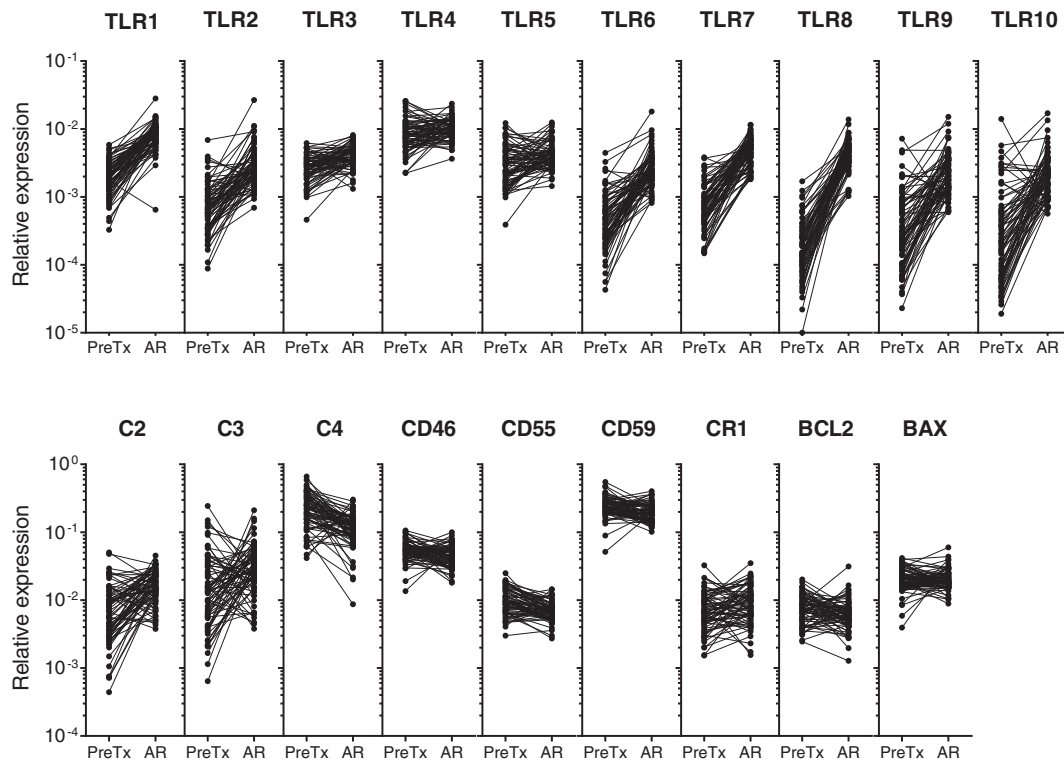 TLR1 TLR2 TLR3 TLR4 TLR5 TLR6 TLR7 TLR8 TLR9 TLR10
Relative expression
10⁻¹
10⁻²
10⁻³
10⁻⁴
10⁻⁵
PreTx AR PreTx AR PreTx AR PreTx AR PreTx AR PreTx AR PreTx AR PreTx AR PreTx AR PreTx AR
C2 C3 C4 CD46 CD55 CD59 CR1 BCL2 BAX
Relative expression
10⁰
10⁻¹
10⁻²
10⁻³
10⁻⁴
PreTx AR PreTx AR PreTx AR PreTx AR PreTx AR PreTx AR PreTx AR PreTx AR PreTx AR